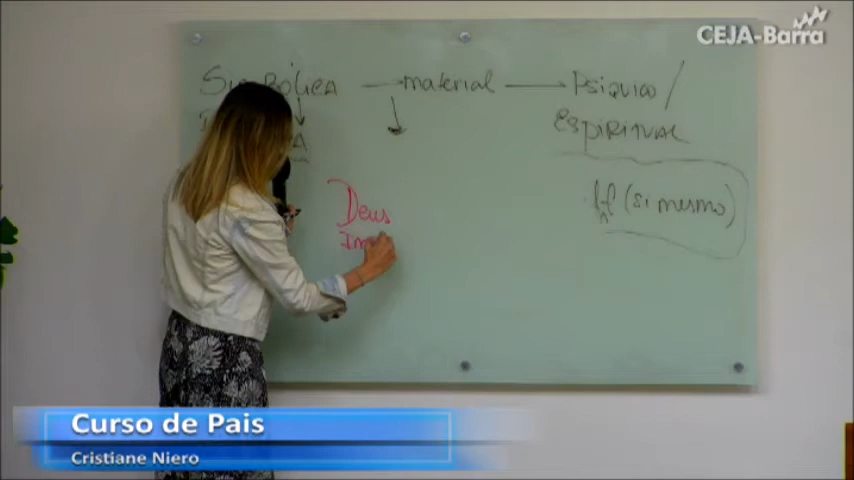 CEJA-Barra
Simbólica → material → Psíquico /
espiritual
(si mesmo)
Deus
Curso de Pais
Cristiane Niero